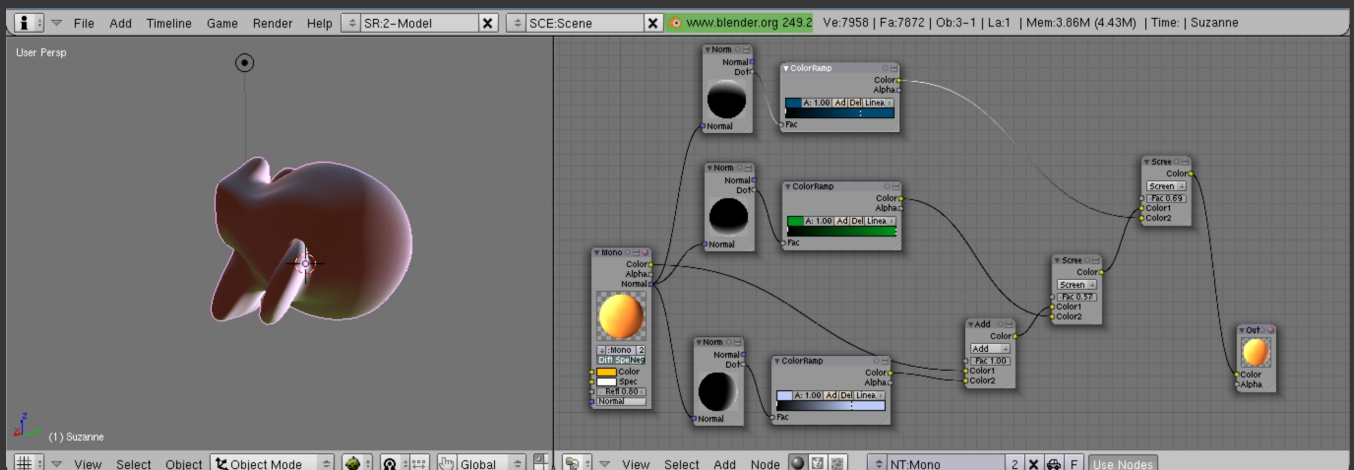 File Add Timeline Game Render Help SR:2-Model X SCE:Scene X www.blender.org 249.2 Ve:7958 | Fa:7872 | Ob:3-1 | La:1 | Mem:3.86M (4.43M) | Time: | Suzanne
User Persp
Norm
Normal
Dot
Normal
ColorRamp
Color
Alpha
A: 1.00 Ad Del Linea
Fac
Norm
Normal
Dot
Normal
ColorRamp
Color
Alpha
A: 1.00 Ad Del Linea
Fac
Scree
Color
Screen
Fac 0.69
Color1
Color2
Mono
Color
Alpha
Normal
:Mono 2
Diff Spe Neg
Color
Spec
Refl 0.80
Normal
Scree
Color
Screen
Fac 0.57
Color1
Color2
Norm
Normal
Dot
Normal
ColorRamp
Color
Alpha
A: 1.00 Ad Del Linea
Fac
Add
Color
Add
Fac 1.00
Color1
Color2
Out
Color
Alpha
z
(1) Suzanne
View Select Object Object Mode Global
View Select Add Node NT:Mono 2 X F Use Nodes